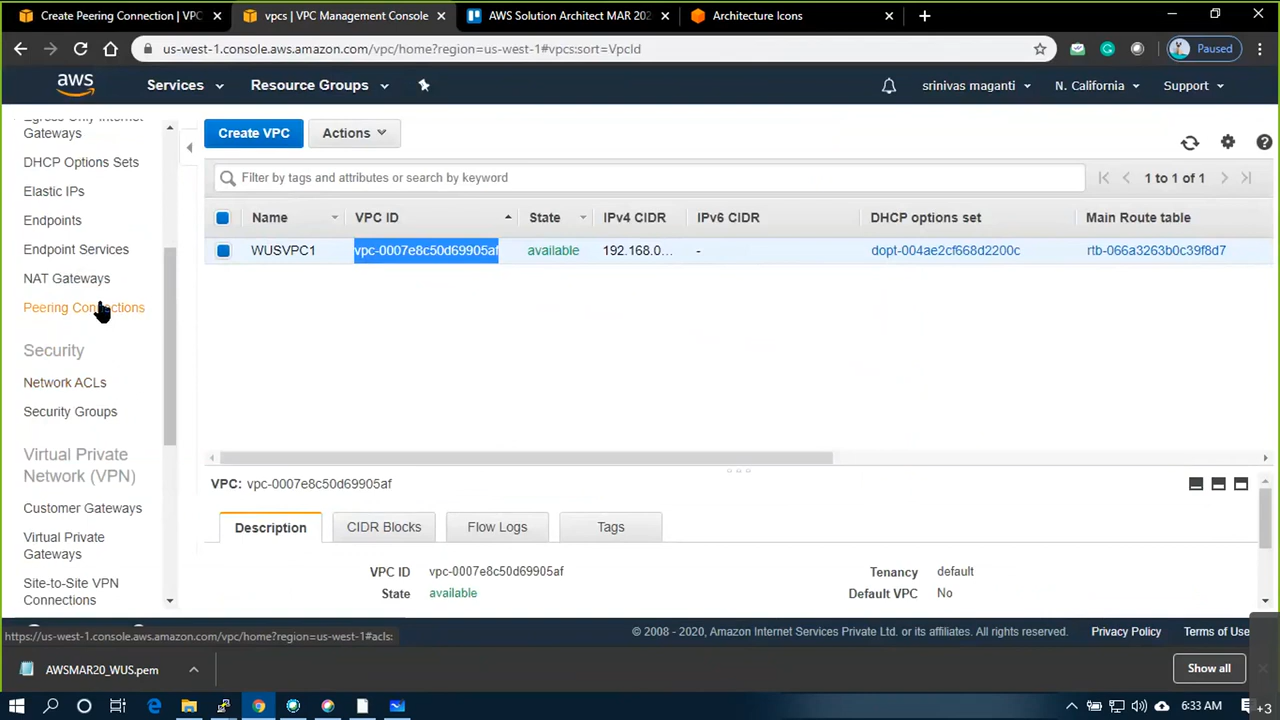 Create Peering Connection | VPC
vpcs | VPC Management Console
AWS Solution Architect MAR 202
Architecture Icons
us-west-1.console.aws.amazon.com/vpc/home?region=us-west-1#vpcs:sort=VpcId
Paused
aws
Services
Resource Groups
srinivas maganti
N. California
Support
Egress Only Internet
Gateways
DHCP Options Sets
Elastic IPs
Endpoints
Endpoint Services
NAT Gateways
Peering Connections
Security
Network ACLs
Security Groups
Virtual Private
Network (VPN)
Customer Gateways
Virtual Private
Gateways
Site-to-Site VPN
Connections
Create VPC
Actions
Filter by tags and attributes or search by keyword
1 to 1 of 1
Name VPC ID State IPv4 CIDR IPv6 CIDR DHCP options set Main Route table
WUSVPC1 vpc-0007e8c50d69905af available 192.168.0... - dopt-004ae2cf668d2200c rtb-066a3263b0c39f8d7
VPC: vpc-0007e8c50d69905af
Description
CIDR Blocks
Flow Logs
Tags
VPC ID vpc-0007e8c50d69905af Tenancy default
State available Default VPC No
https://us-west-1.console.aws.amazon.com/vpc/home?region=us-west-1#acls:
© 2008 - 2020, Amazon Internet Services Private Ltd. or its affiliates. All rights reserved.
Privacy Policy
Terms of Use
AWSMAR20_WUS.pem
Show all
6:33 AM
+3